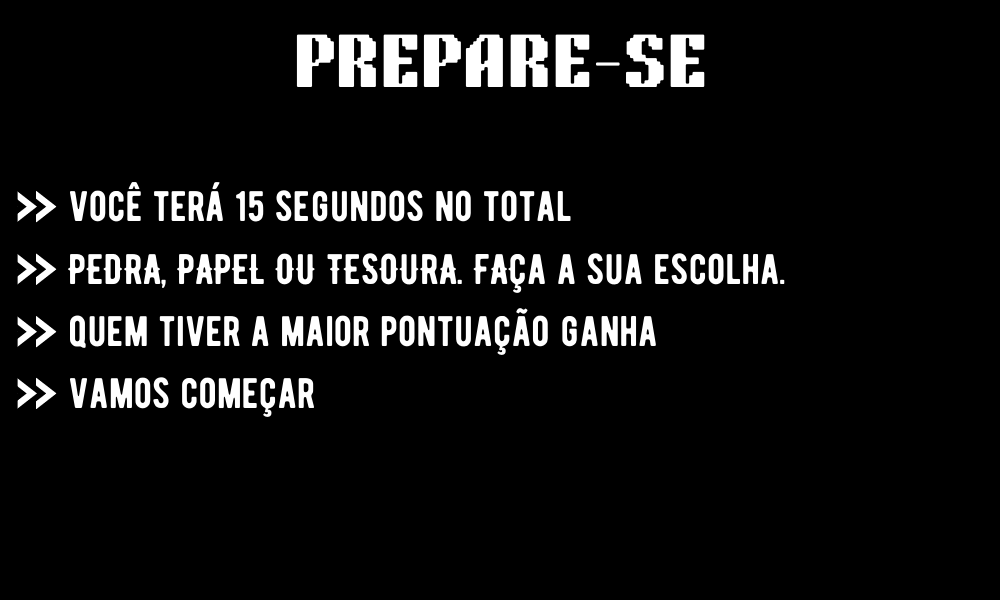 PREPARE-SE
>> VOCÊ TERÁ 15 SEGUNDOS NO TOTAL
>> PEDRA, PAPEL OU TESOURA. FAÇA A SUA ESCOLHA.
>> QUEM TIVER A MAIOR PONTUAÇÃO GANHA
>> VAMOS COMEÇAR